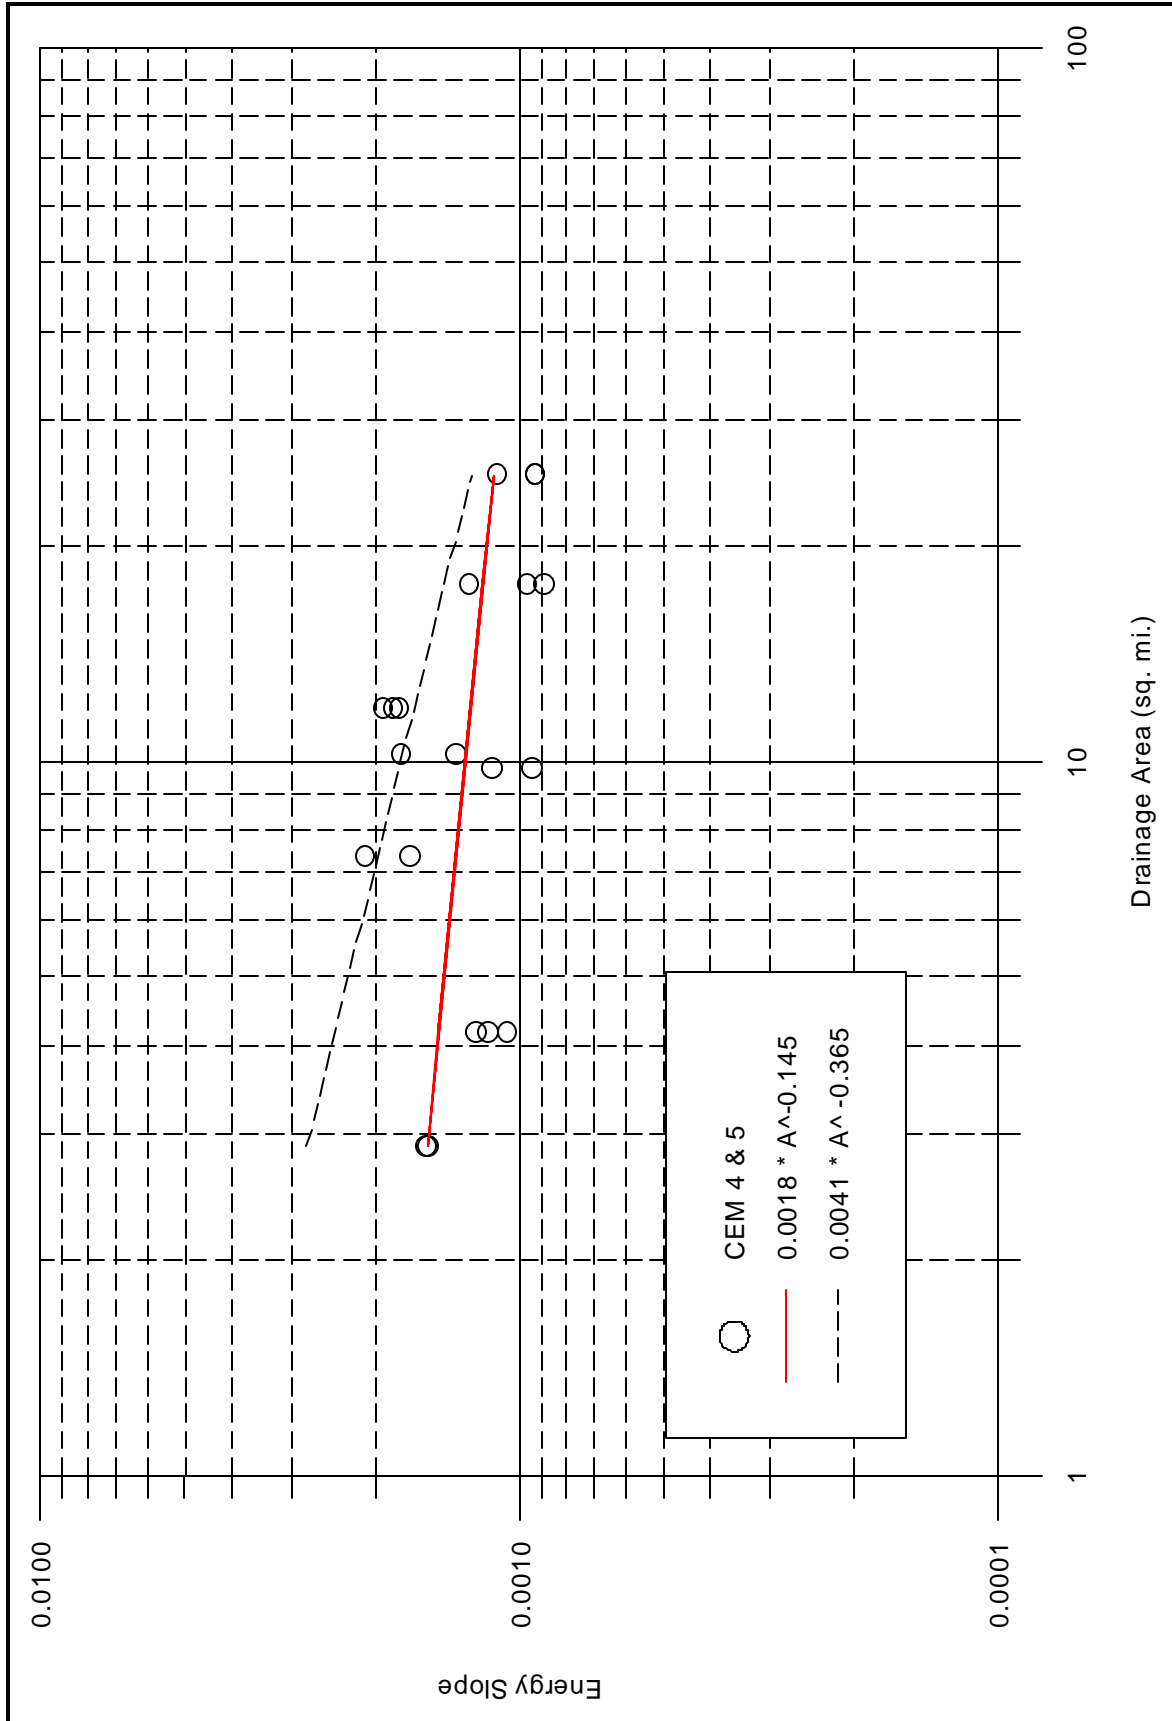 0.0100
0.0010
0.0001
Energy Slope
1
10
100
Drainage Area (sq. mi.)
CEM 4 & 5
0.0018 * A^-0.145
0.0041 * A^ -0.365